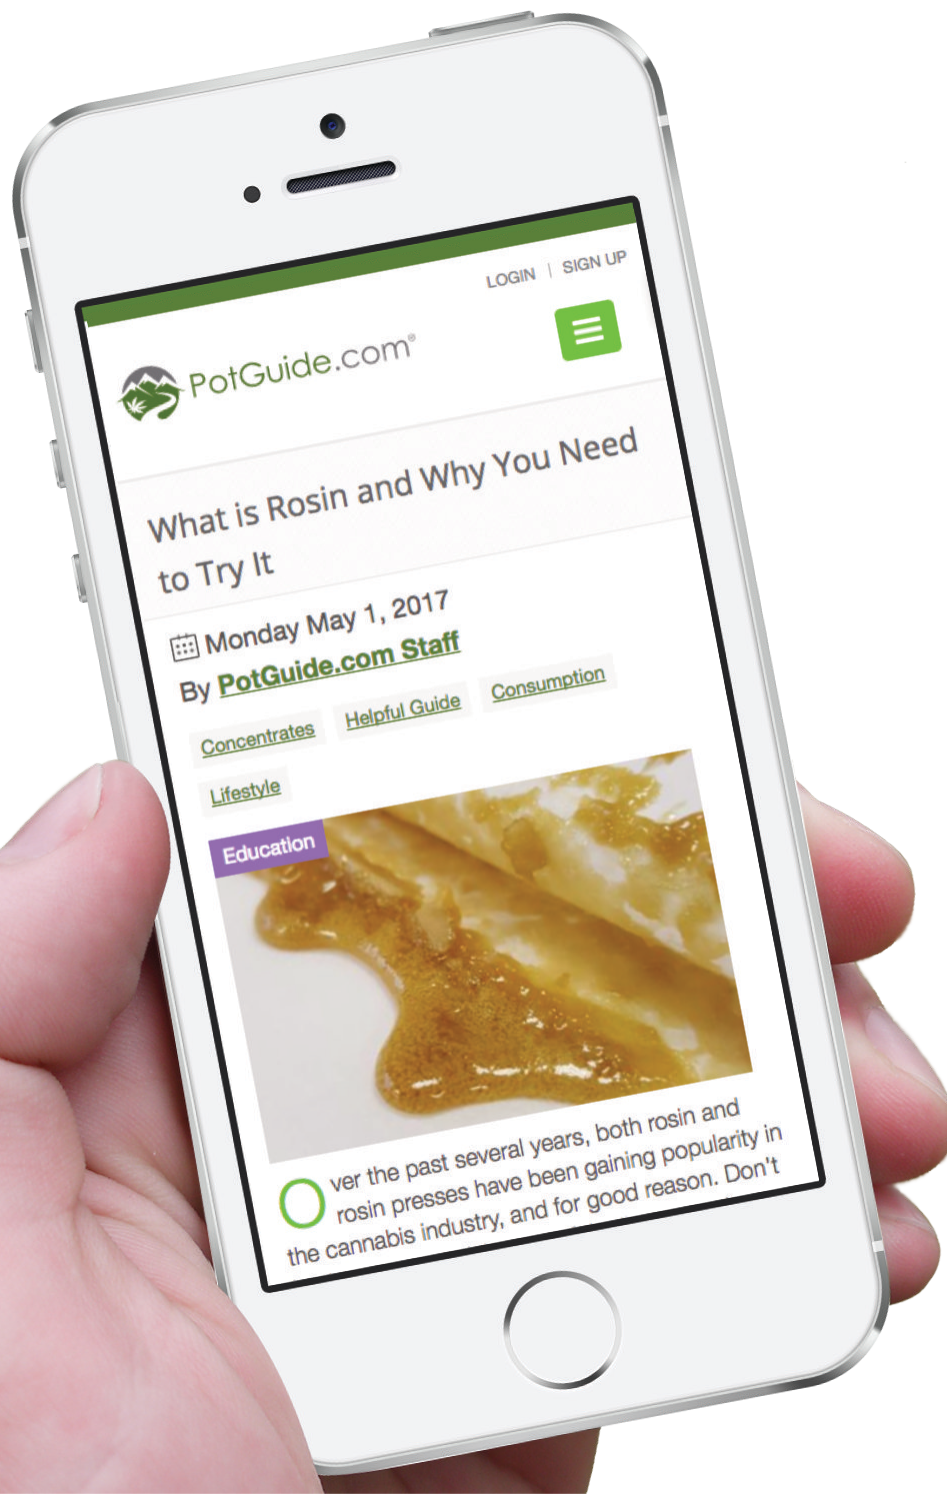 LOGIN | SIGN UP
PotGuide.com®
What is Rosin and Why You Need
to Try It
Monday May 1, 2017
By PotGuide.com Staff
Concentrates Helpful Guide Consumption
Lifestyle
Education
Over the past several years, both rosin and
rosin presses have been gaining popularity in
the cannabis industry, and for good reason. Don't